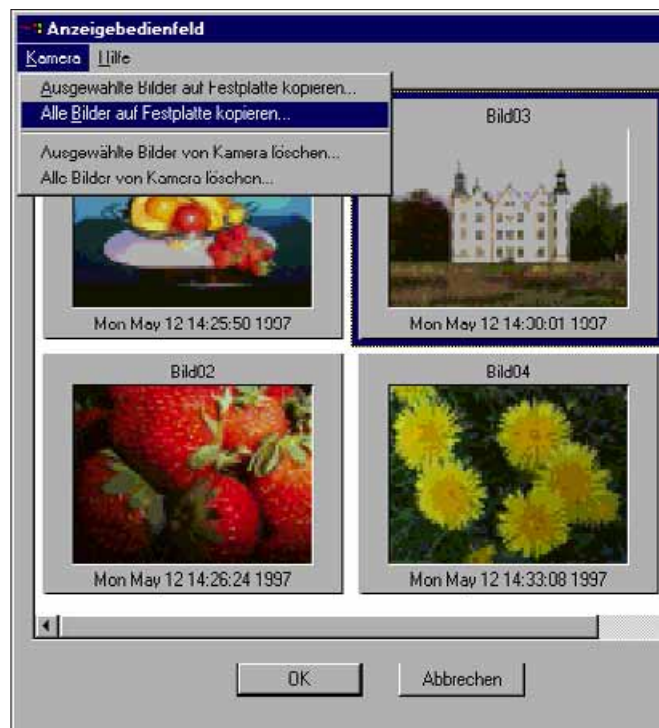 Anzeigebedienfeld
Kamera Hilfe
Ausgewählte Bilder auf Festplatte kopieren...
Alle Bilder auf Festplatte kopieren...
Ausgewählte Bilder von Kamera löschen...
Alle Bilder von Kamera löschen...
Bild03
Mon May 12 14:25:50 1997
Mon May 12 14:30:01 1997
Bild02
Bild04
Mon May 12 14:26:24 1997
Mon May 12 14:33:08 1997
OK
Abbrechen